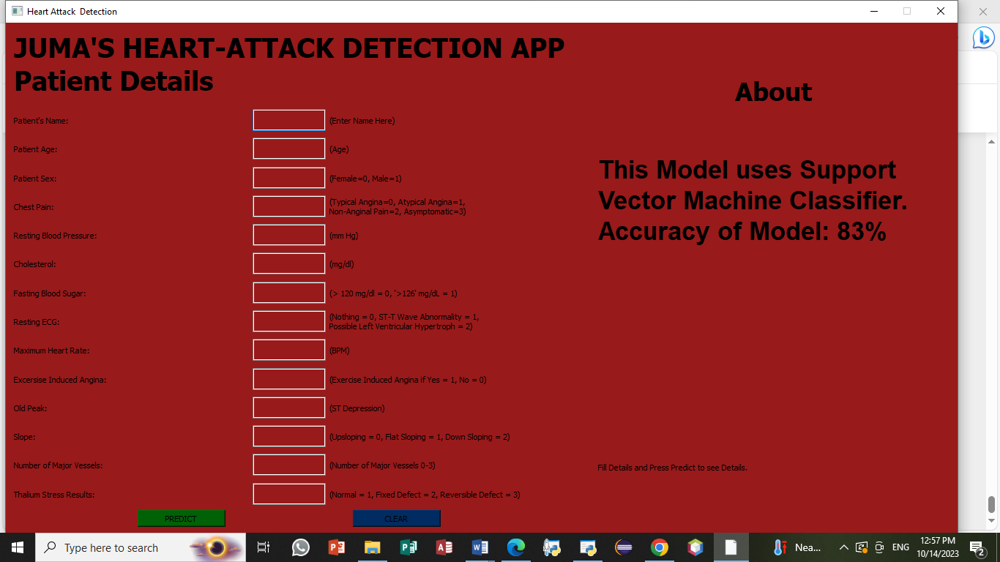 Heart Attack  Detection
JUMA'S HEART-ATTACK DETECTION APP
Patient Details
Patient's Name:
(Enter Name Here)
Patient Age:
(Age)
Patient Sex:
(Female=0, Male=1)
Chest Pain:
(Typical Angina=0, Atypical Angina=1,
Non-Anginal Pain=2, Asymptomatic=3)
Resting Blood Pressure:
(mm Hg)
Cholesterol:
(mg/dl)
Fasting Blood Sugar:
(> 120 mg/dl = 0, '>126' mg/dL = 1)
Resting ECG:
(Nothing = 0, ST-T Wave Abnormality = 1,
Possible Left Ventricular Hypertroph = 2)
Maximum Heart Rate:
(BPM)
Excersise Induced Angina:
(Exercise Induced Angina if Yes = 1, No = 0)
Old Peak:
(ST Depression)
Slope:
(Upsloping = 0, Flat Sloping = 1, Down Sloping = 2)
Number of Major Vessels:
(Number of Major Vessels 0-3)
Thalium Stress Results:
(Normal = 1, Fixed Defect = 2, Reversible Defect = 3)
PREDICT
CLEAR
About
This Model uses Support
Vector Machine Classifier.
Accuracy of Model: 83%
Fill Details and Press Predict to see Details.
Type here to search
Nea...
ENG
12:57 PM
10/14/2023
2